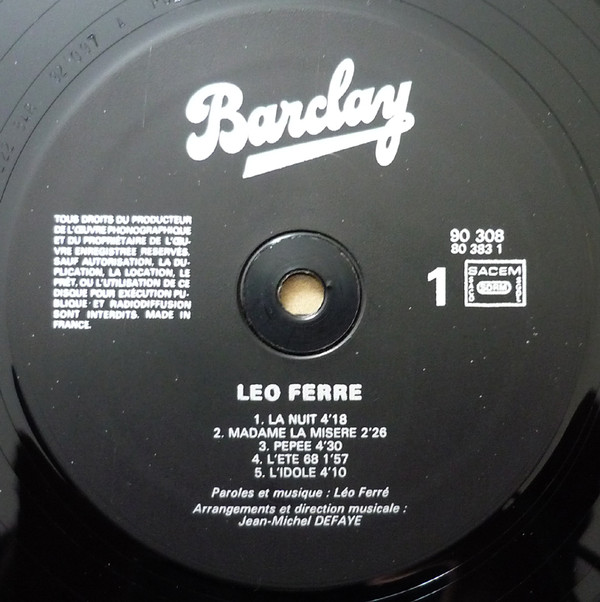 Barclay
TOUS DROITS DU PRODUCTEUR
DE L'ŒUVRE PHONOGRAPHIQUE
ET DU PROPRIÉTAIRE DE L'ŒU-
VRE ENREGISTRÉE RÉSERVÉS.
SAUF AUTORISATION, LA DU-
PLICATION, LA LOCATION, LE
PRÊT, OU L'UTILISATION DE CE
DISQUE POUR EXÉCUTION PU-
BLIQUE ET RADIODIFFUSION
SONT INTERDITS. MADE IN
FRANCE.
90 308
80 383 1
1
SACEM
SACD
SDRM
SGDL
LEO FERRE
1. LA NUIT 4'18
2. MADAME LA MISERE 2'26
3. PEPEE 4'30
4. L'ETE 68 1'57
5. L'IDOLE 4'10
Paroles et musique : Léo Ferré
Arrangements et direction musicale :
Jean-Michel DEFAYE